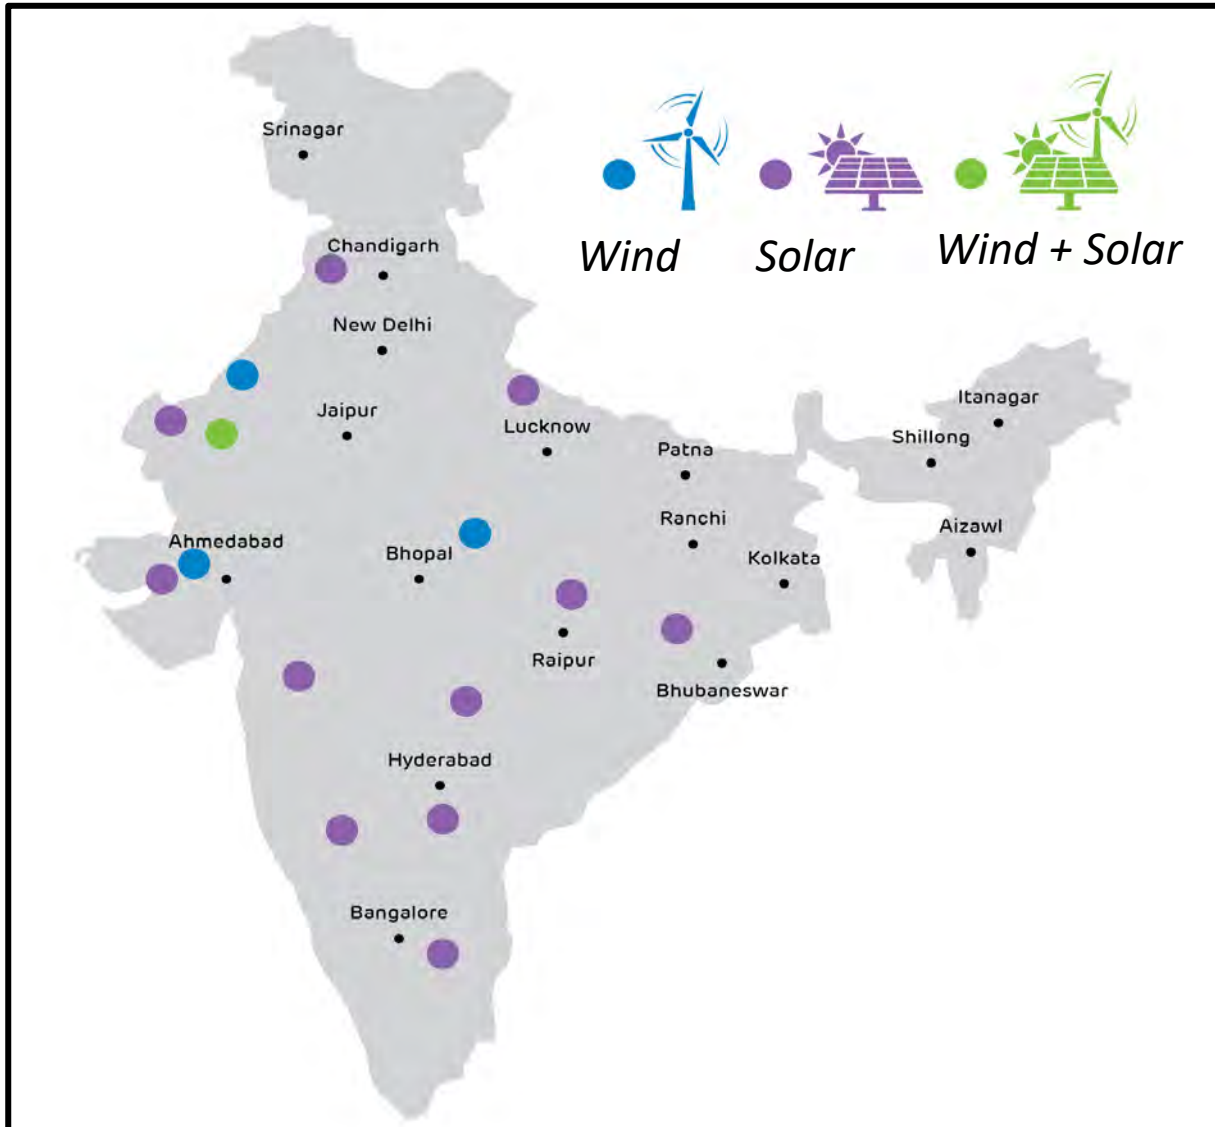 Srinagar
Wind
Solar
Wind + Solar
Chandigarh
New Delhi
Jaipur
Lucknow
Itanagar
Shillong
Patna
Ranchi
Aizawl
Ahmedabad
Bhopal
Kolkata
Raipur
Bhubaneswar
Hyderabad
Bangalore